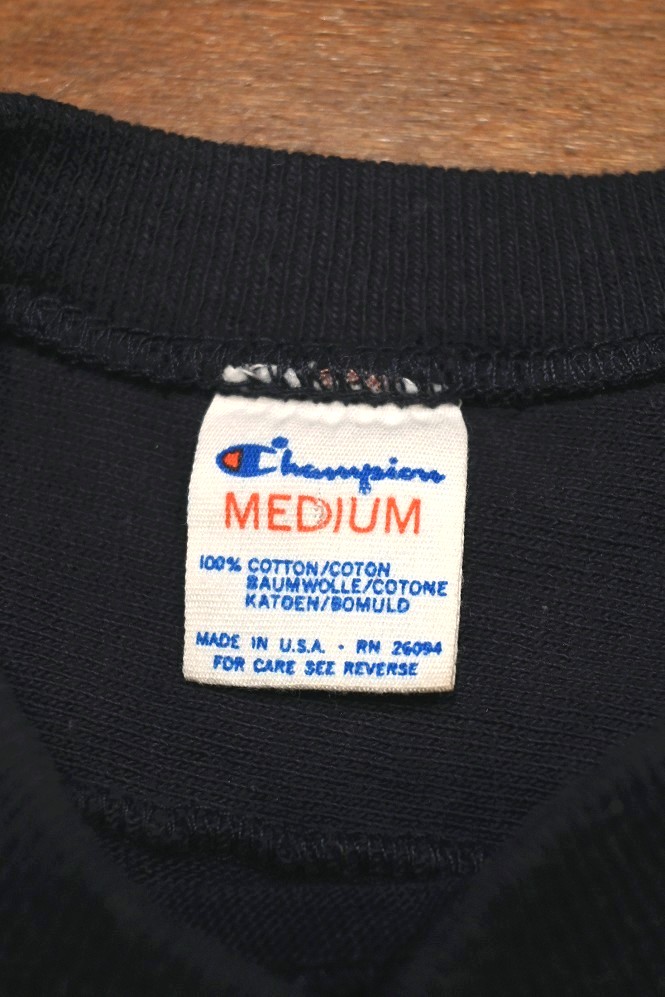 Champion
MEDIUM
100% COTTON/COTON
BAUMWOLLE/COTONE
KATOEN/BOMULD
MADE IN U.S.A. · RN 26094
FOR CARE SEE REVERSE